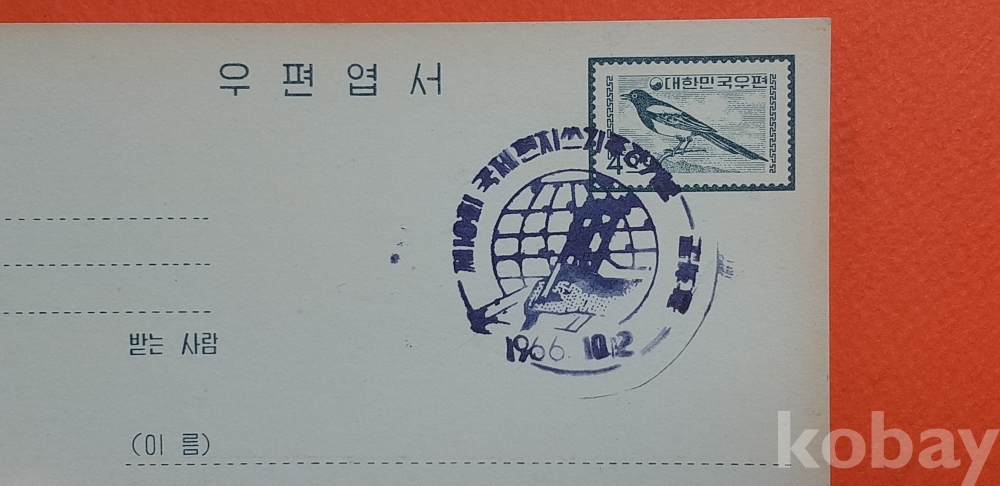 우편엽서
대한민국우편
4
제10회 국제편지쓰기주간기념
1966. 10.12
받는 사람
(이 름)
kobay